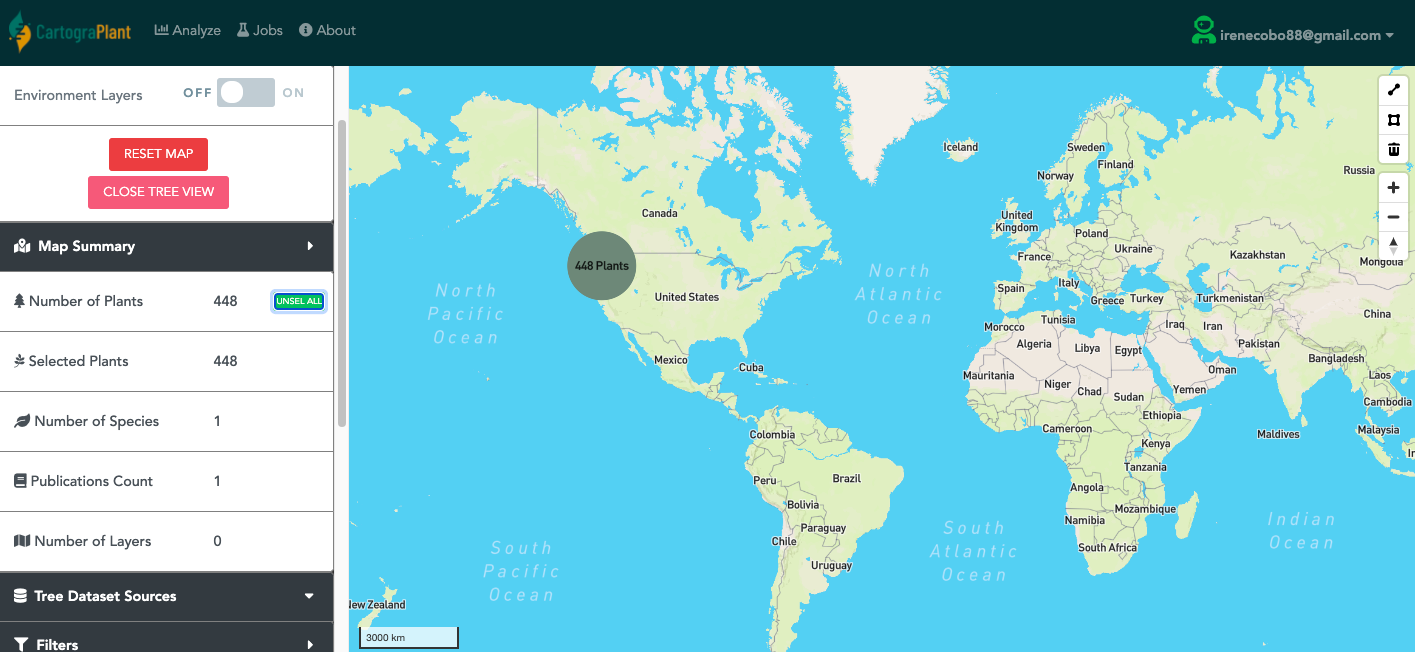 CartograPlant
Analyze
Jobs
About
irenecobo88@gmail.com
Environment Layers
OFF
ON
RESET MAP
CLOSE TREE VIEW
Map Summary
Number of Plants
448
UNSEL ALL
Selected Plants
448
Number of Species
1
Publications Count
1
Number of Layers
0
Tree Dataset Sources
Filters
Iceland
Sweden
Finland
Norway
Russia
Canada
United
Kingdom
Poland
Ukraine
France
Kazakhstan
Mongolia
448 Plants
North
Pacific
Ocean
United States
North
Atlantic
Ocean
Spain
Italy
Greece
Turkey
Turkmenistan
China
Morocco
Tunisia
Iraq
Iran
Algeria
Libya
Egypt
Pakistan
Bangladesh
Mexico
Cuba
Mauritania
Niger
Chad
Sudan
Yemen
Oman
Laos
Cambodia
Ethiopia
Colombia
Cameroon
Kenya
Maldives
Malaysia
Tanzania
Peru
Brazil
Angola
Bolivia
Mozambique
Namibia
Paraguay
Chile
South Africa
Uruguay
South
Pacific
Ocean
South
Atlantic
Ocean
Indian
Ocean
New Zealand
3000 km